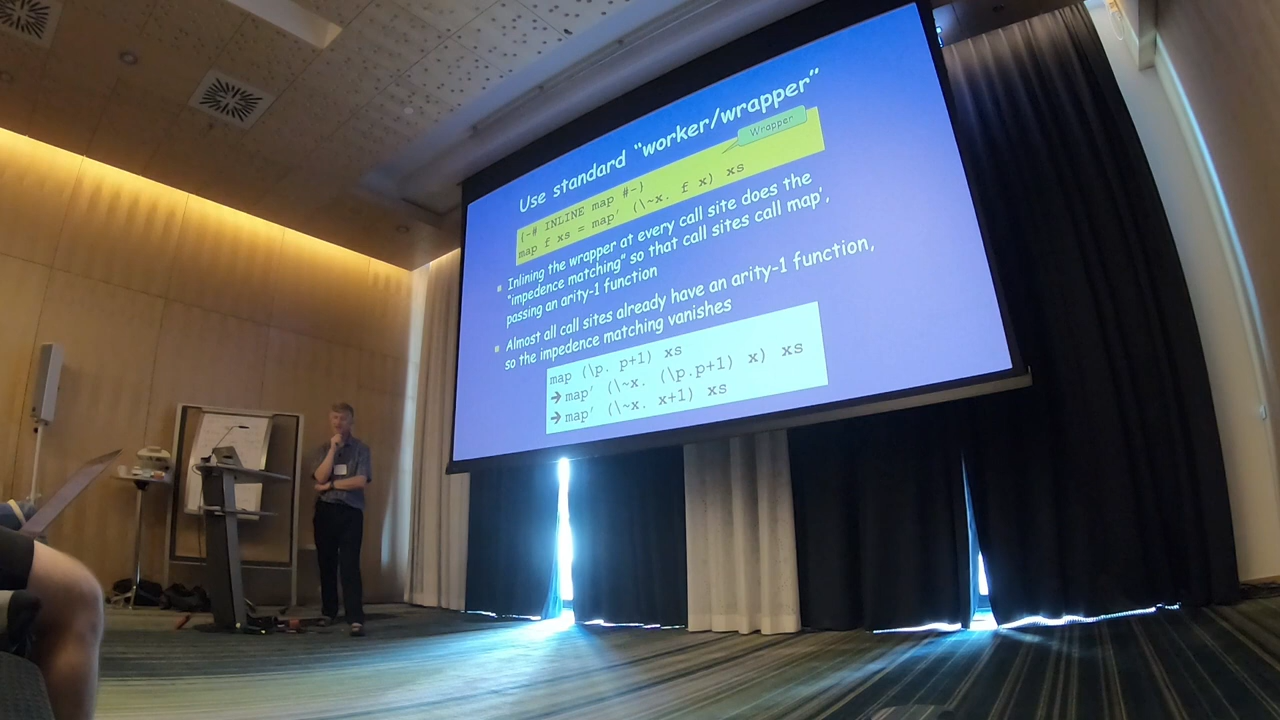 Use standard “worker/wrapper”
Wrapper
{-# INLINE map #-}
map f xs = map’ (\~x. f x) xs
Inlining the wrapper at every call site does the
“impedence matching” so that call sites call map’,
passing an arity-1 function
Almost all call sites already have an arity-1 function,
so the impedence matching vanishes
map (\p. p+1) xs
➔ map’ (\~x. (\p.p+1) x) xs
➔ map’ (\~x. x+1) xs